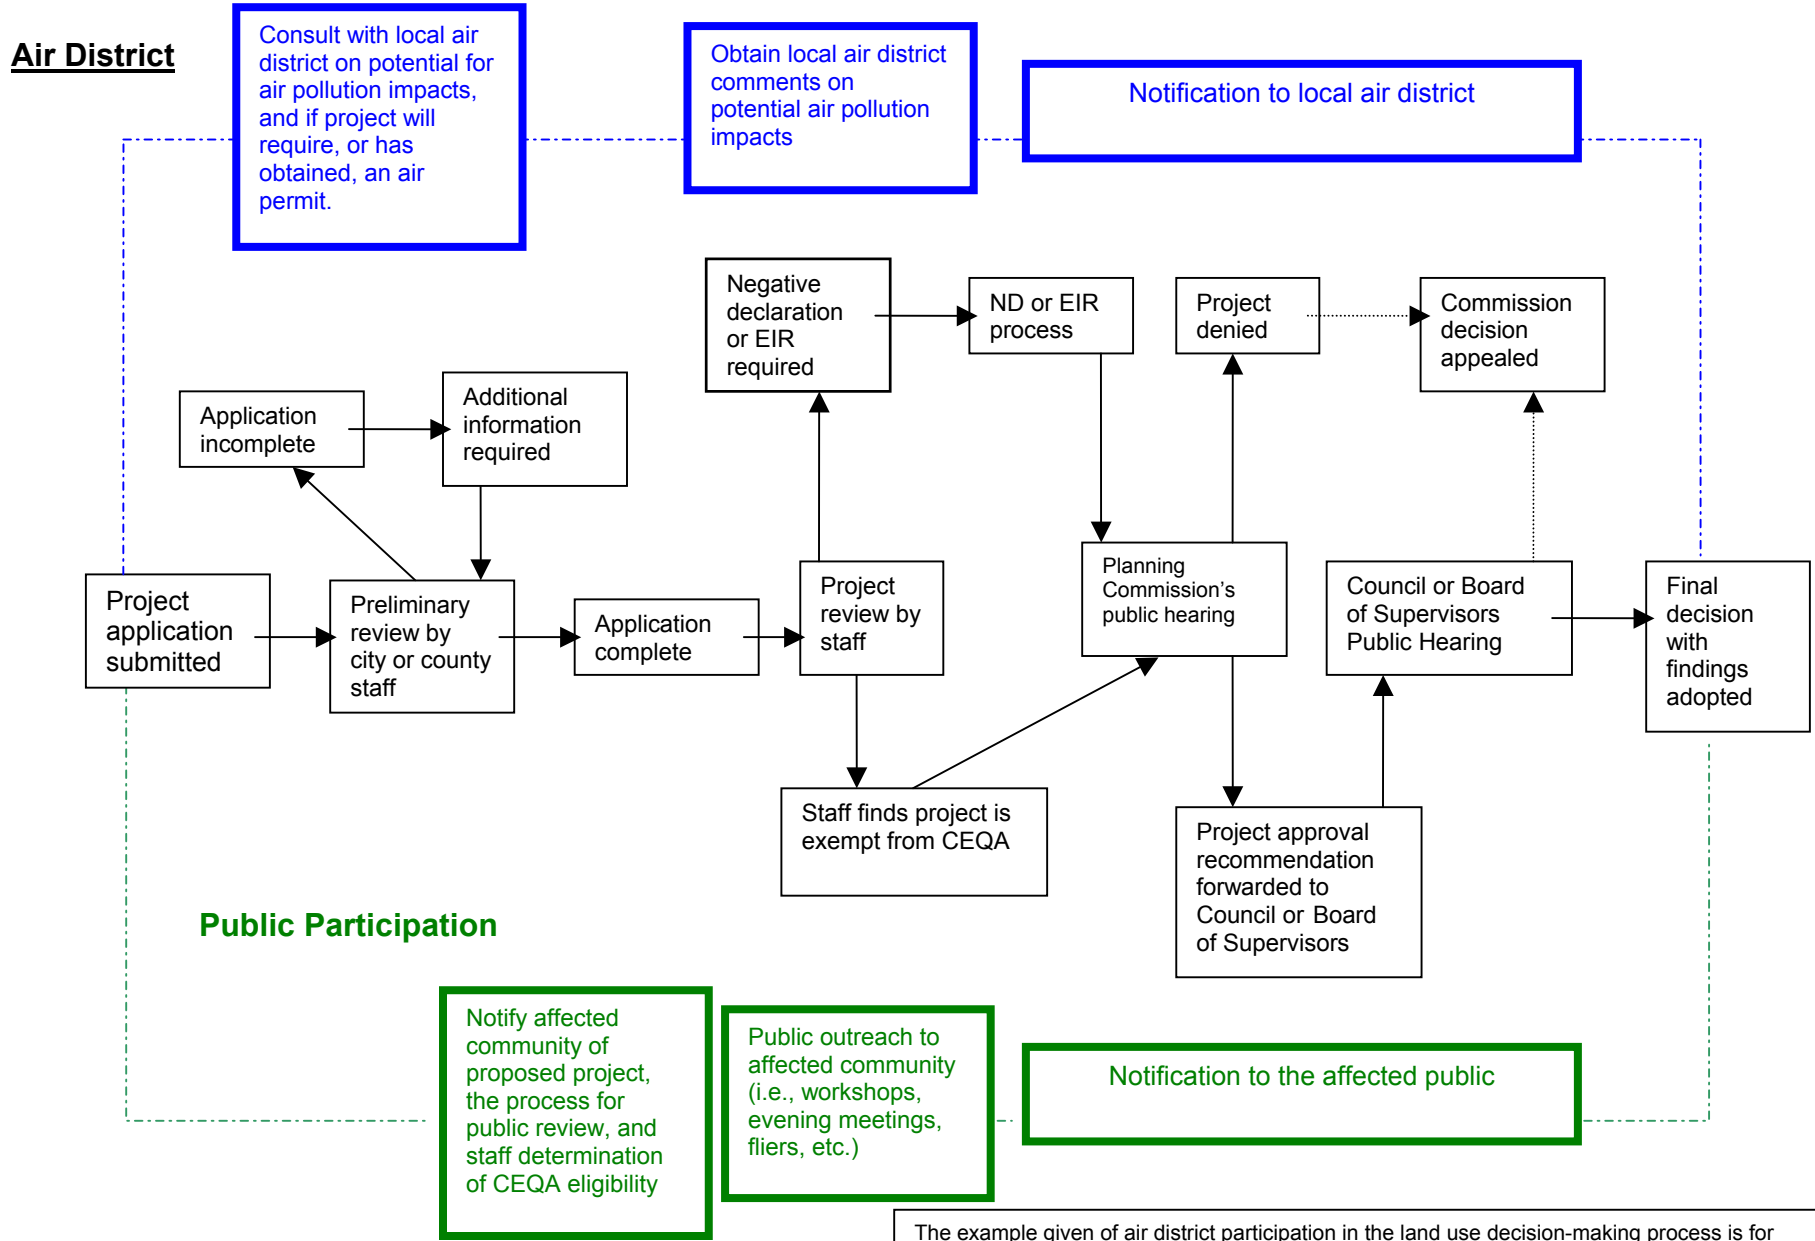 Air District
Consult with local air
district on potential for
air pollution impacts,
and if project will
require, or has
obtained, an air
permit.
Obtain local air district
comments on
potential air pollution
impacts
Notification to local air district
Negative
declaration
or EIR
required
ND or EIR
process
Project
denied
Commission
decision
appealed
Application
incomplete
Additional
information
required
Project
application
submitted
Preliminary
review by
city or county
staff
Application
complete
Project
review by
staff
Planning
Commission’s
public hearing
Council or Board
of Supervisors
Public Hearing
Final
decision
with
findings
adopted
Staff finds project is
exempt from CEQA
Project approval
recommendation
forwarded to
Council or Board
of Supervisors
Public Participation
Notify affected
community of
proposed project,
the process for
public review, and
staff determination
of CEQA eligibility
Public outreach to
affected community
(i.e., workshops,
evening meetings,
fliers, etc.)
Notification to the affected public
The example given of air district participation in the land use decision-making process is for